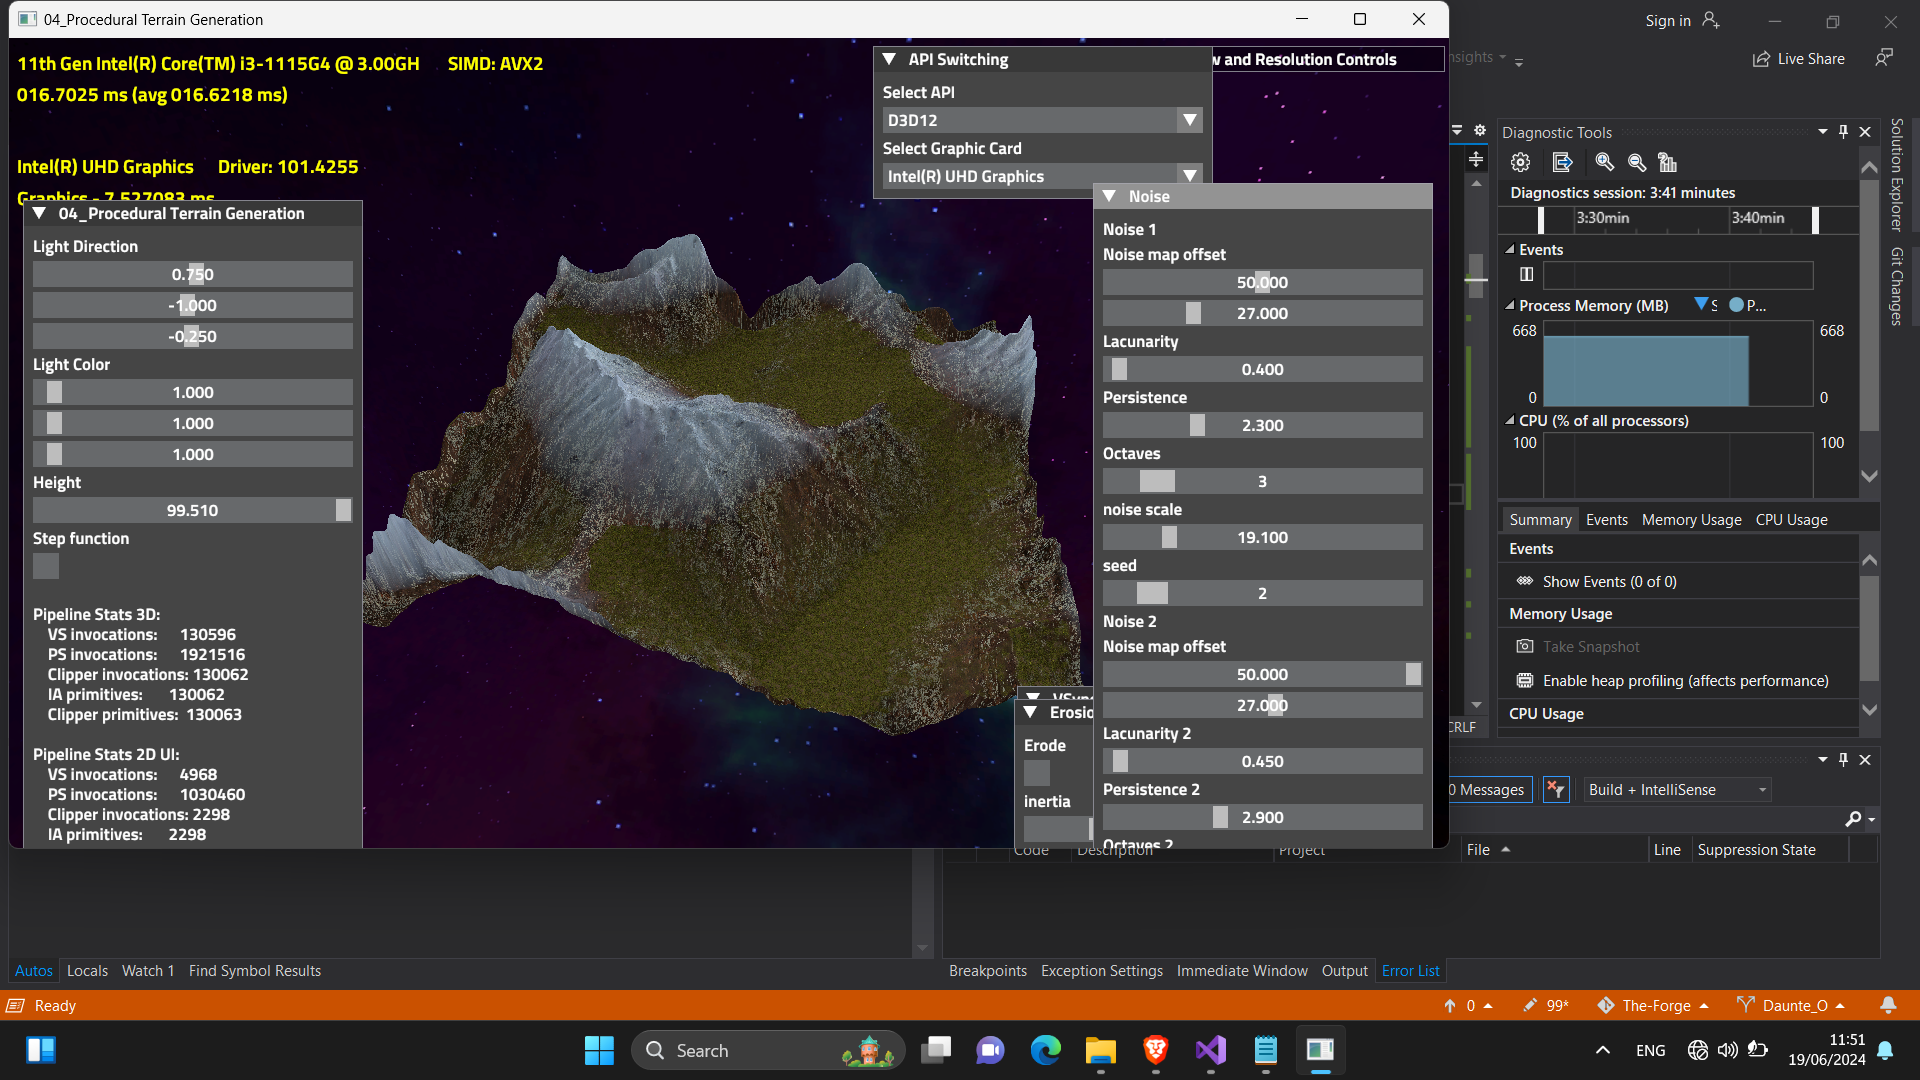 04_Procedural Terrain Generation
Sign in
11th Gen Intel(R) Core(TM) i3-1115G4 @ 3.00GH SIMD: AVX2
016.7025 ms (avg 016.6218 ms)
Intel(R) UHD Graphics Driver: 101.4255
Graphics - 7.527083 ms
04_Procedural Terrain Generation
Light Direction
0.750
-1.000
-0.250
Light Color
1.000
1.000
1.000
Height
99.510
Step function
Pipeline Stats 3D:
VS invocations: 130596
PS invocations: 1921516
Clipper invocations: 130062
IA primitives: 130062
Clipper primitives: 130063
Pipeline Stats 2D UI:
VS invocations: 4968
PS invocations: 1030460
Clipper invocations: 2298
IA primitives: 2298
API Switching
Select API
D3D12
Select Graphic Card
Intel(R) UHD Graphics
w and Resolution Controls
Noise
Noise 1
Noise map offset
50.000
27.000
Lacunarity
0.400
Persistence
2.300
Octaves
3
noise scale
19.100
seed
2
Noise 2
Noise map offset
50.000
27.000
Lacunarity 2
0.450
Persistence 2
2.900
Octaves 2
VSync
Erosio
Erode
inertia
nsights
Live Share
Diagnostic Tools
Diagnostics session: 3:41 minutes
3:30min 3:40min
Events
Process Memory (MB) S P...
668 668
0 0
CPU (% of all processors)
100 100
Summary Events Memory Usage CPU Usage
Events
Show Events (0 of 0)
Memory Usage
Take Snapshot
Enable heap profiling (affects performance)
CPU Usage
Solution Explorer
Git Changes
CRLF
0 Messages
Build + IntelliSense
Code Description Project File Line Suppression State
Autos Locals Watch 1 Find Symbol Results
Breakpoints Exception Settings Immediate Window Output Error List
Ready
0 99* The-Forge Daunte_O
Search
ENG
11:51
19/06/2024